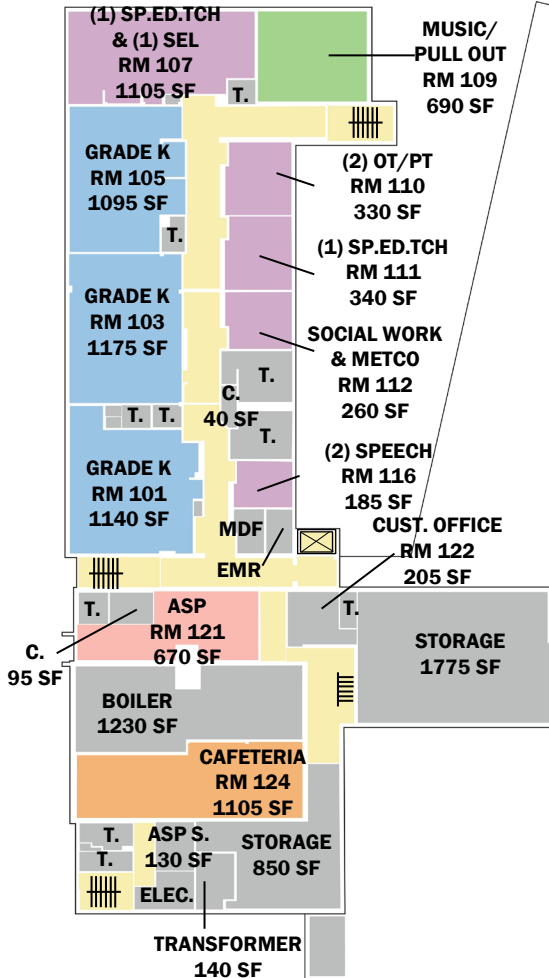 (1) SP.ED.TCH
& (1) SEL
RM 107
1105 SF
T.
MUSIC/
PULL OUT
RM 109
690 SF
GRADE K
RM 105
1095 SF
T.
(2) OT/PT
RM 110
330 SF
(1) SP.ED.TCH
RM 111
340 SF
GRADE K
RM 103
1175 SF
SOCIAL WORK
& METCO
RM 112
260 SF
T.
C.
40 SF
T.
T.
T.
GRADE K
RM 101
1140 SF
(2) SPEECH
RM 116
185 SF
MDF
EMR
CUST. OFFICE
RM 122
205 SF
T.
ASP
RM 121
670 SF
T.
C.
95 SF
STORAGE
1775 SF
BOILER
1230 SF
CAFETERIA
RM 124
1105 SF
T.
T.
ASP S.
130 SF
STORAGE
850 SF
ELEC.
TRANSFORMER
140 SF